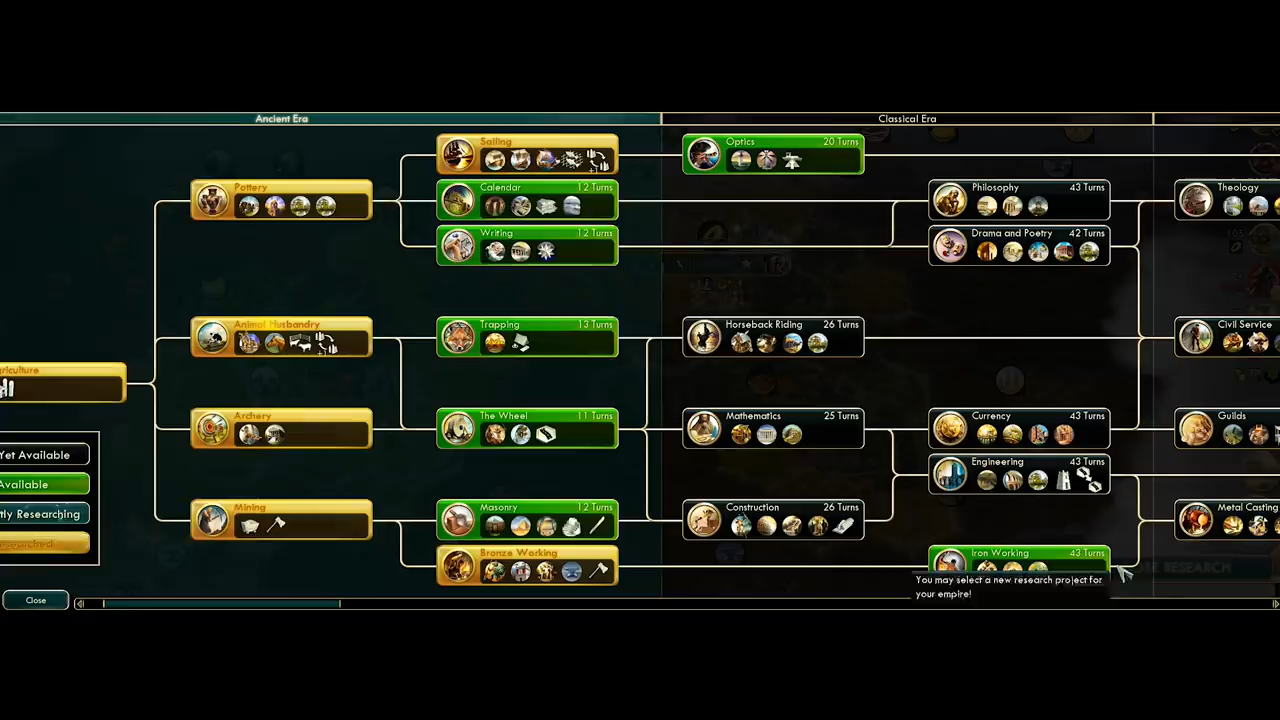 Ancient Era
Classical Era
Sailing
Optics 20 Turns
Pottery
Calendar 12 Turns
Philosophy 43 Turns
Theology
Writing 12 Turns
Drama and Poetry 42 Turns
Animal Husbandry
Trapping 13 Turns
Horseback Riding 26 Turns
Civil Service
riculture
Archery
The Wheel 11 Turns
Mathematics 25 Turns
Currency 43 Turns
Guilds
Yet Available
Engineering 43 Turns
Available
Mining
Masonry 12 Turns
Construction 26 Turns
Metal Casting
tly Researching
Bronze Working
Iron Working 43 Turns
RESEARCH
You may select a new research project for
your empire!
Close